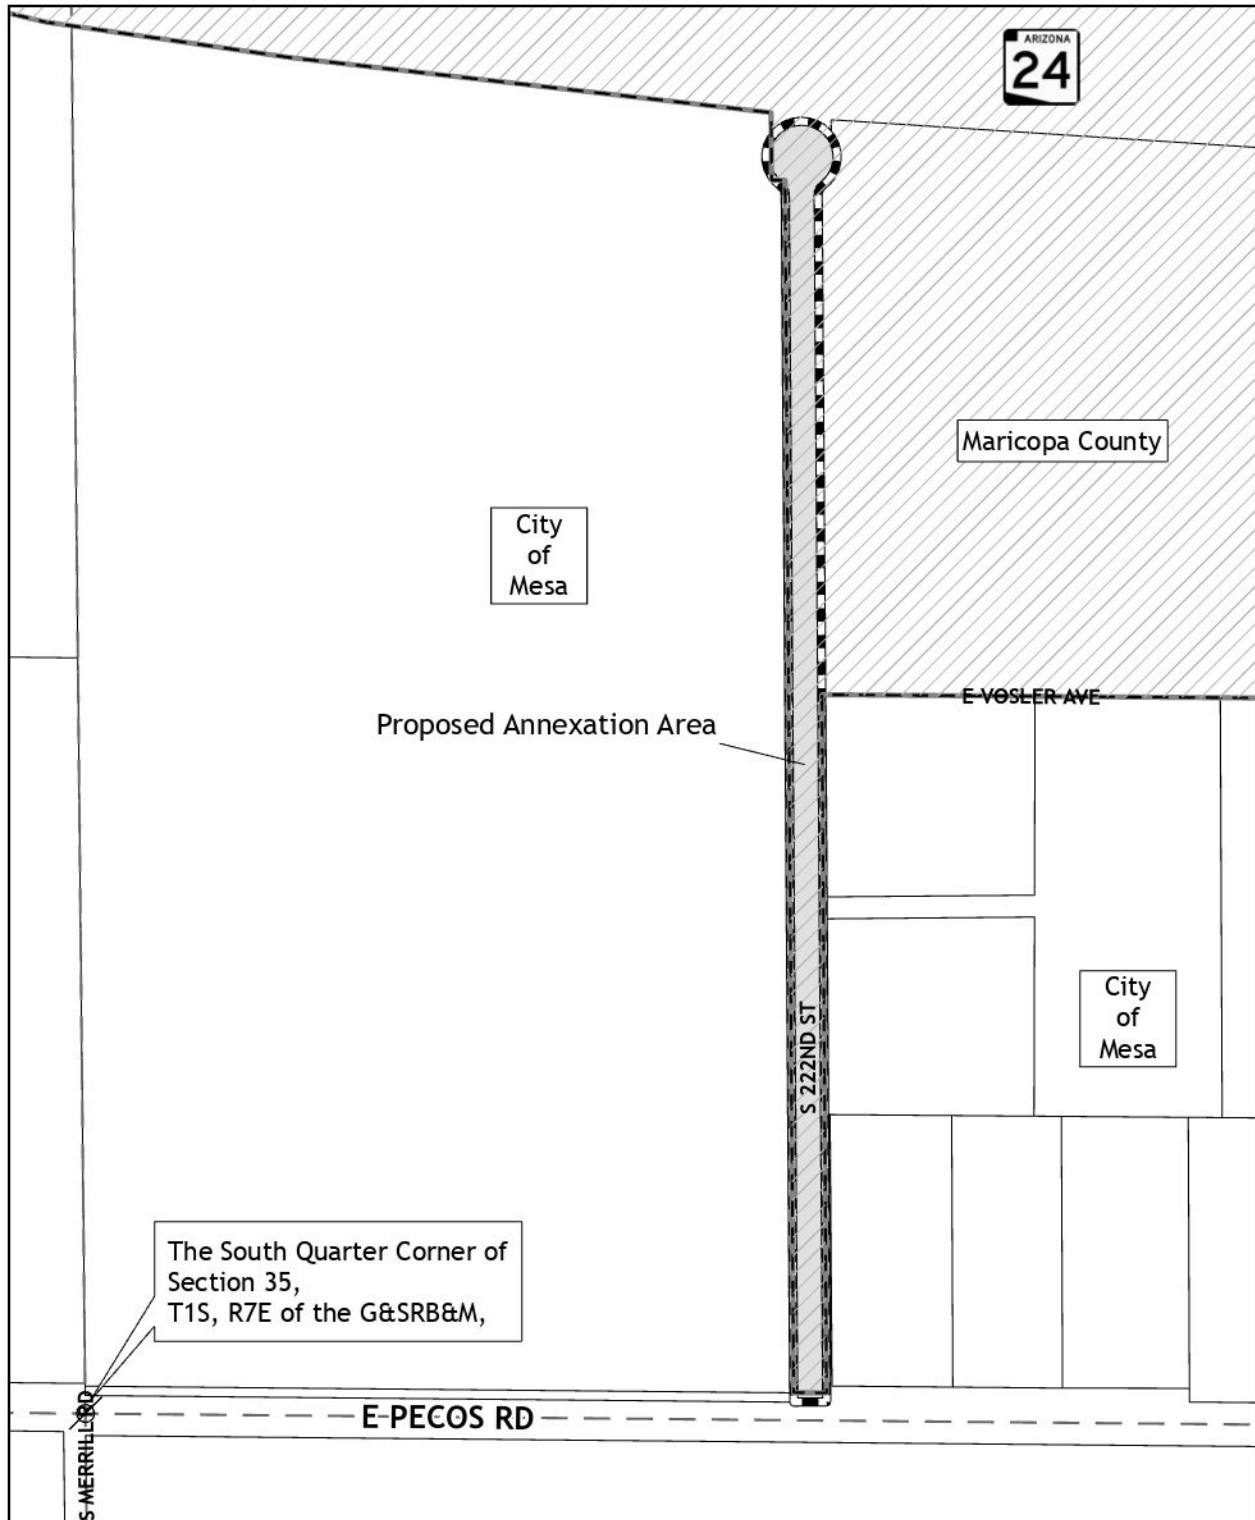 ARIZONA
24
Maricopa County
City
of
Mesa
E VOSLER AVE
Proposed Annexation Area
City
of
Mesa
S 222ND ST
The South Quarter Corner of
Section 35,
T1S, R7E of the G&SRB&M,
E PECOS RD
S MERRILL RD